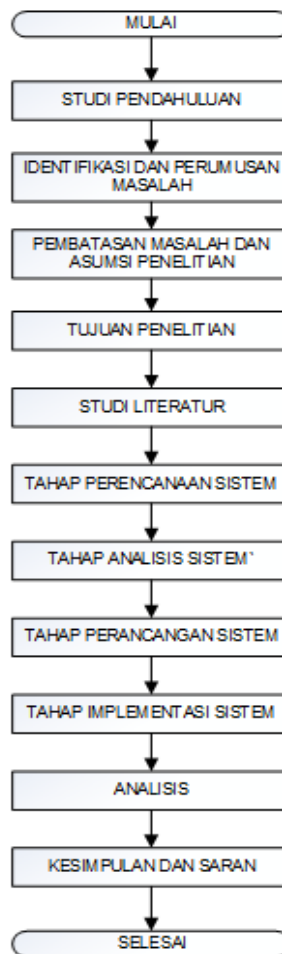 MULAI
STUDI PENDAHULUAN
IDENTIFIKASI DAN PERUMUSAN
MASALAH
PEMBATASAN MASALAH DAN
ASUMSI PENELITIAN
TUJUAN PENELITIAN
STUDI LITERATUR
TAHAP PERENCANAAN SISTEM
TAHAP ANALISIS SISTEM`
TAHAP PERANCANGAN SISTEM
TAHAP IMPLEMENTASI SISTEM
ANALISIS
KESIMPULAN DAN SARAN
SELESAI